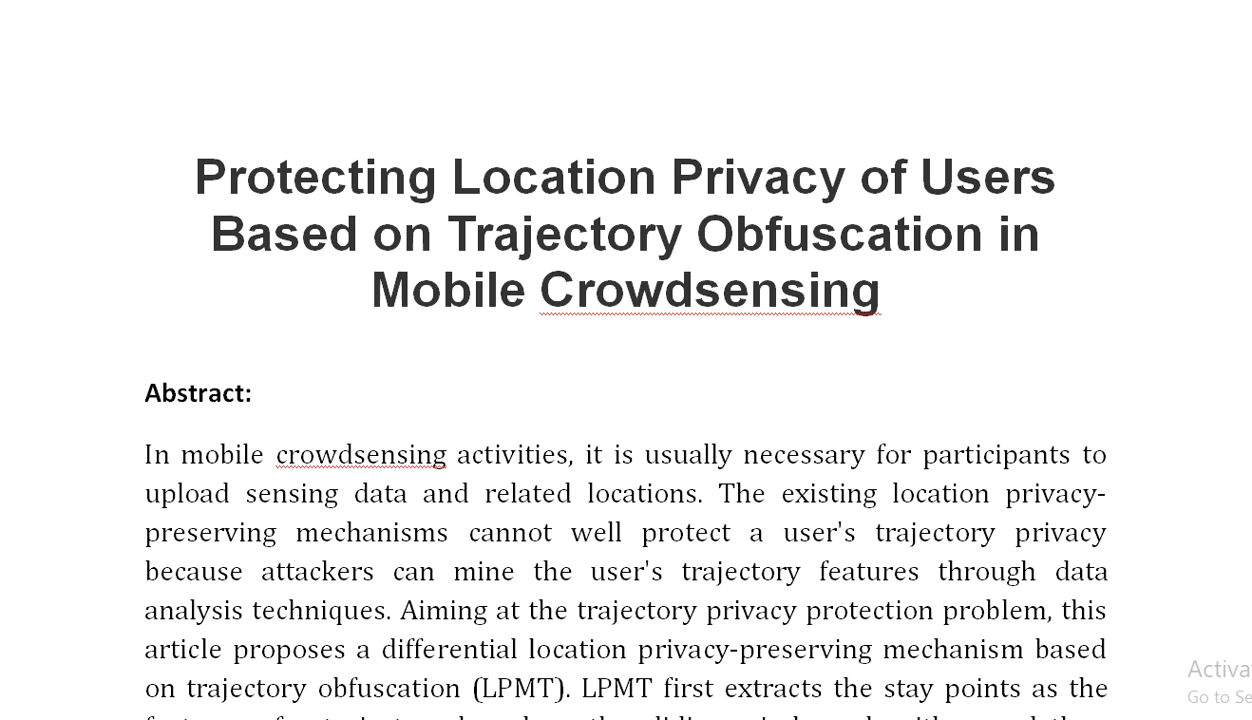 Protecting Location Privacy of Users
Based on Trajectory Obfuscation in
Mobile Crowdsensing
Abstract:
In mobile crowdsensing activities, it is usually necessary for participants to
upload sensing data and related locations. The existing location privacy-
preserving mechanisms cannot well protect a user's trajectory privacy
because attackers can mine the user's trajectory features through data
analysis techniques. Aiming at the trajectory privacy protection problem, this
article proposes a differential location privacy-preserving mechanism based
on trajectory obfuscation (LPMT). LPMT first extracts the stay points as the
Activa
Go to Se